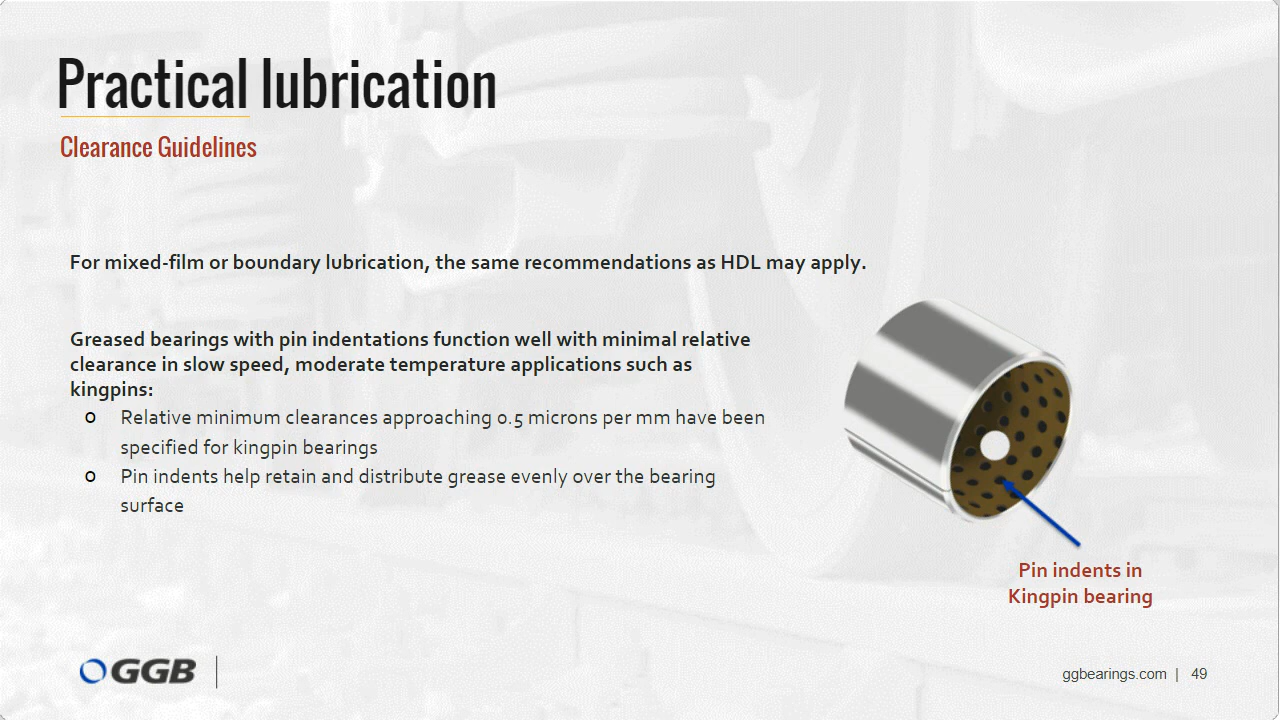 Practical lubrication
Clearance Guidelines
For mixed-film or boundary lubrication, the same recommendations as HDL may apply.
Greased bearings with pin indentations function well with minimal relative
clearance in slow speed, moderate temperature applications such as
kingpins:
o Relative minimum clearances approaching 0.5 microns per mm have been
specified for kingpin bearings
o Pin indents help retain and distribute grease evenly over the bearing
surface
Pin indents in
Kingpin bearing
GGB
ggbearings.com | 49